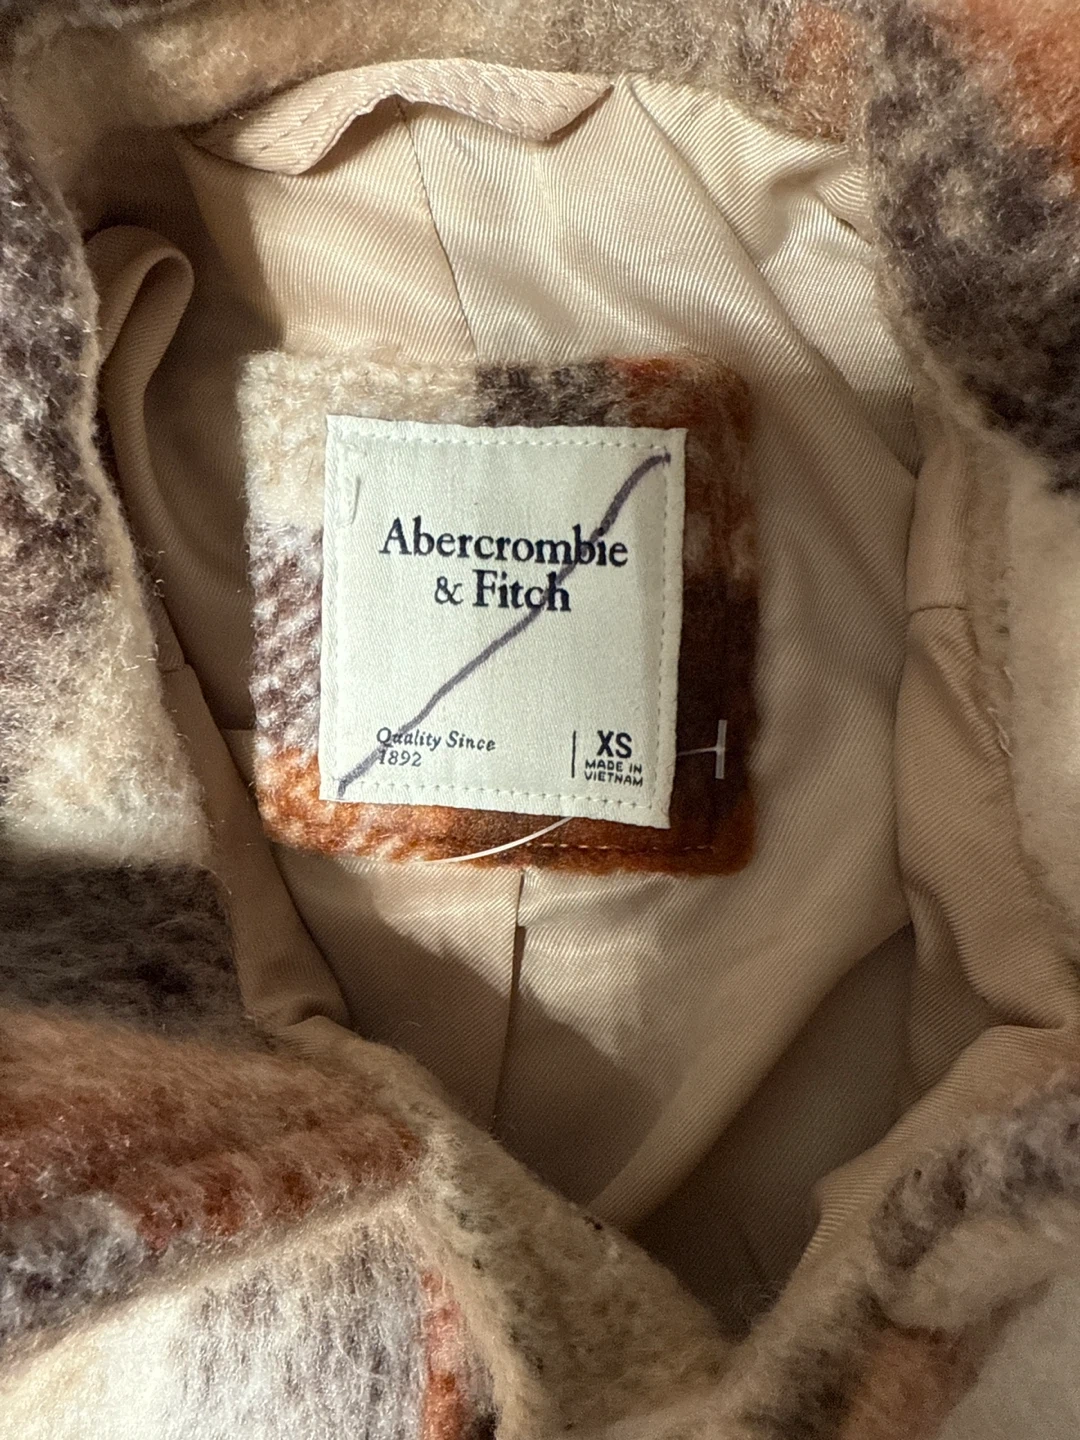 Abercrombie
& Fitch
Quality Since
1892
XS
MADE IN
VIETNAM